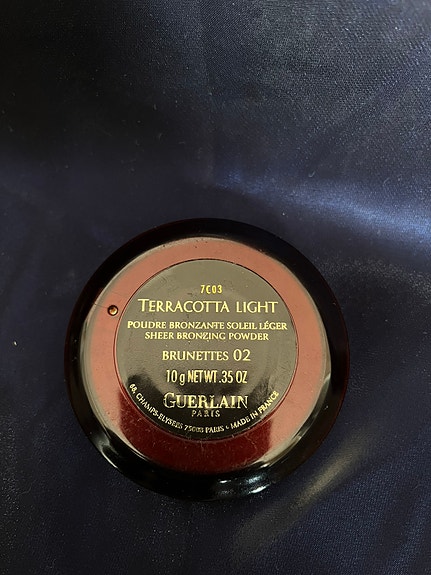 7C03
TERRACOTTA LIGHT
POUDRE BRONZANTE SOLEIL LÉGER
SHEER BRONZING POWDER
BRUNETTES 02
10 g NET WT .35 OZ
GUERLAIN
PARIS
68, CHAMPS-ELYSEES 75008 PARIS • MADE IN FRANCE